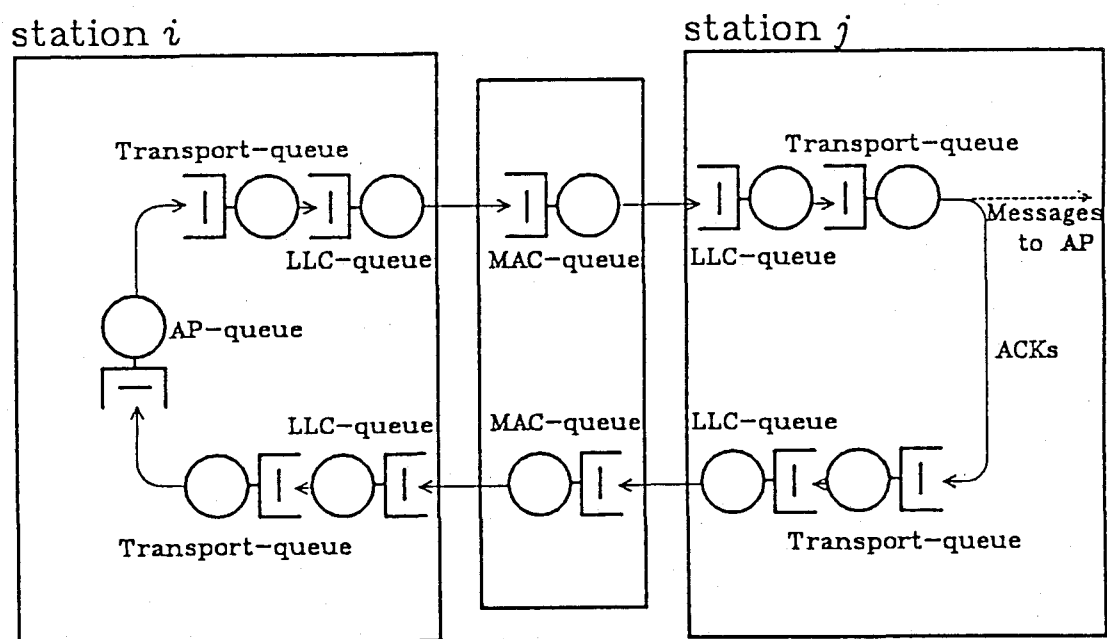 station i
station j
Transport-queue
Transport-queue
LLC-queue
MAC-queue
LLC-queue
Messages
to AP
AP-queue
ACKs
LLC-queue
MAC-queue
LLC-queue
Transport-queue
Transport-queue